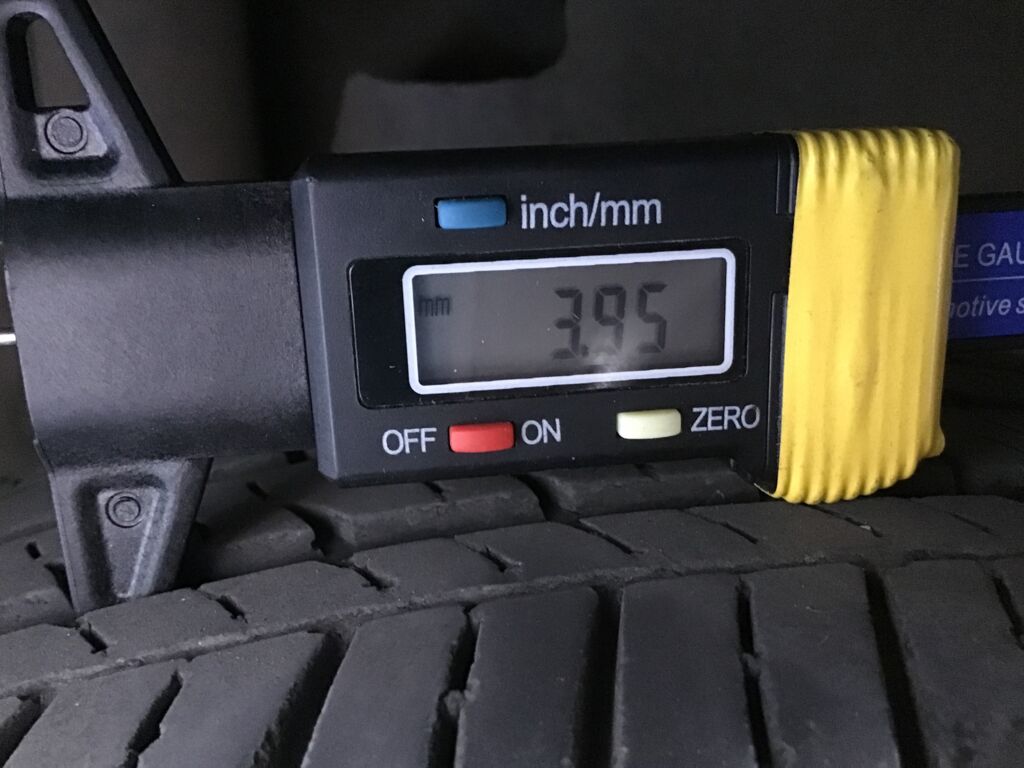 inch/mm
mm 3.95
OFF ON ZERO
E GAU
otive s